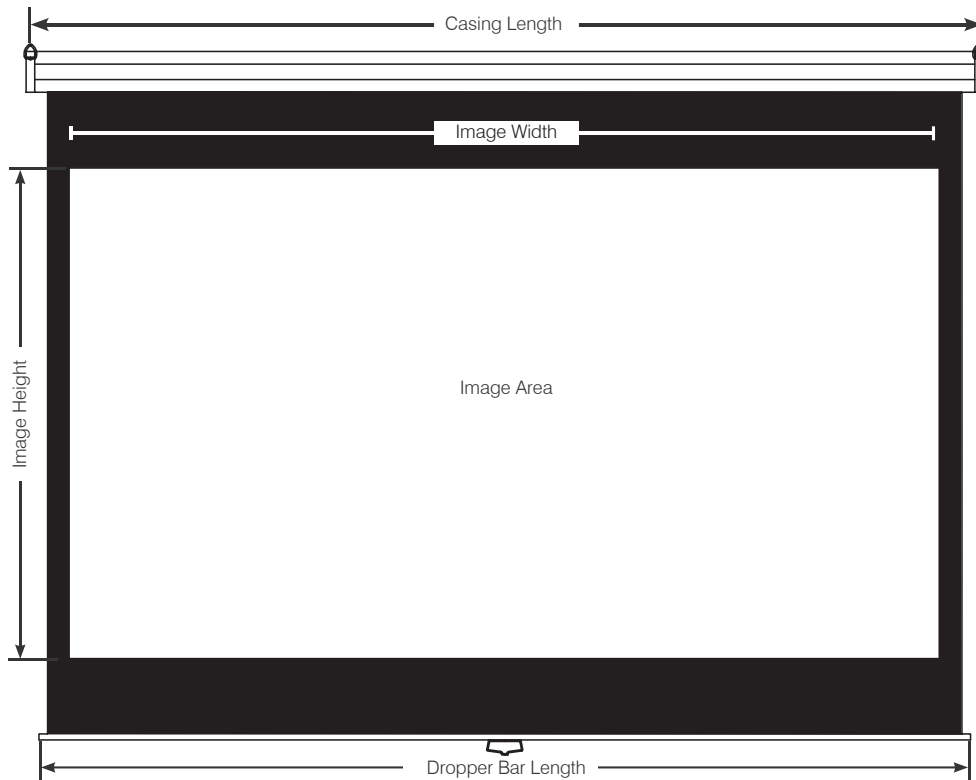 Casing Length
Image Width
Image Height
Image Area
Dropper Bar Length